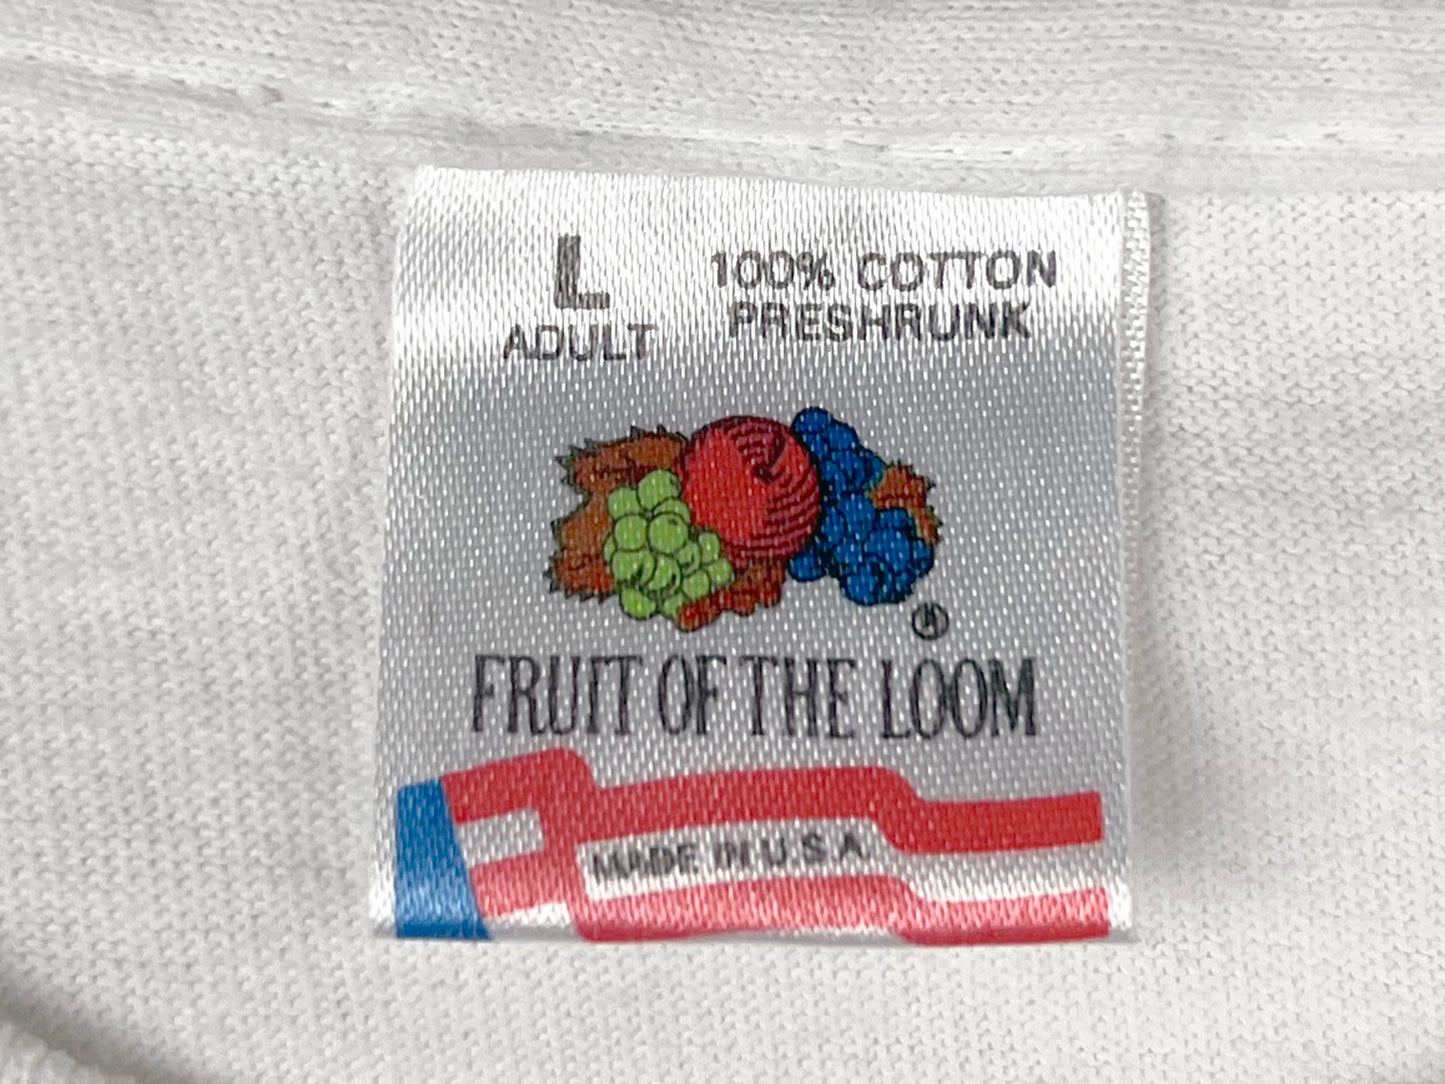 L
ADULT
100% COTTON
PRESHRUNK
®
FRUIT OF THE LOOM
MADE IN U.S.A.